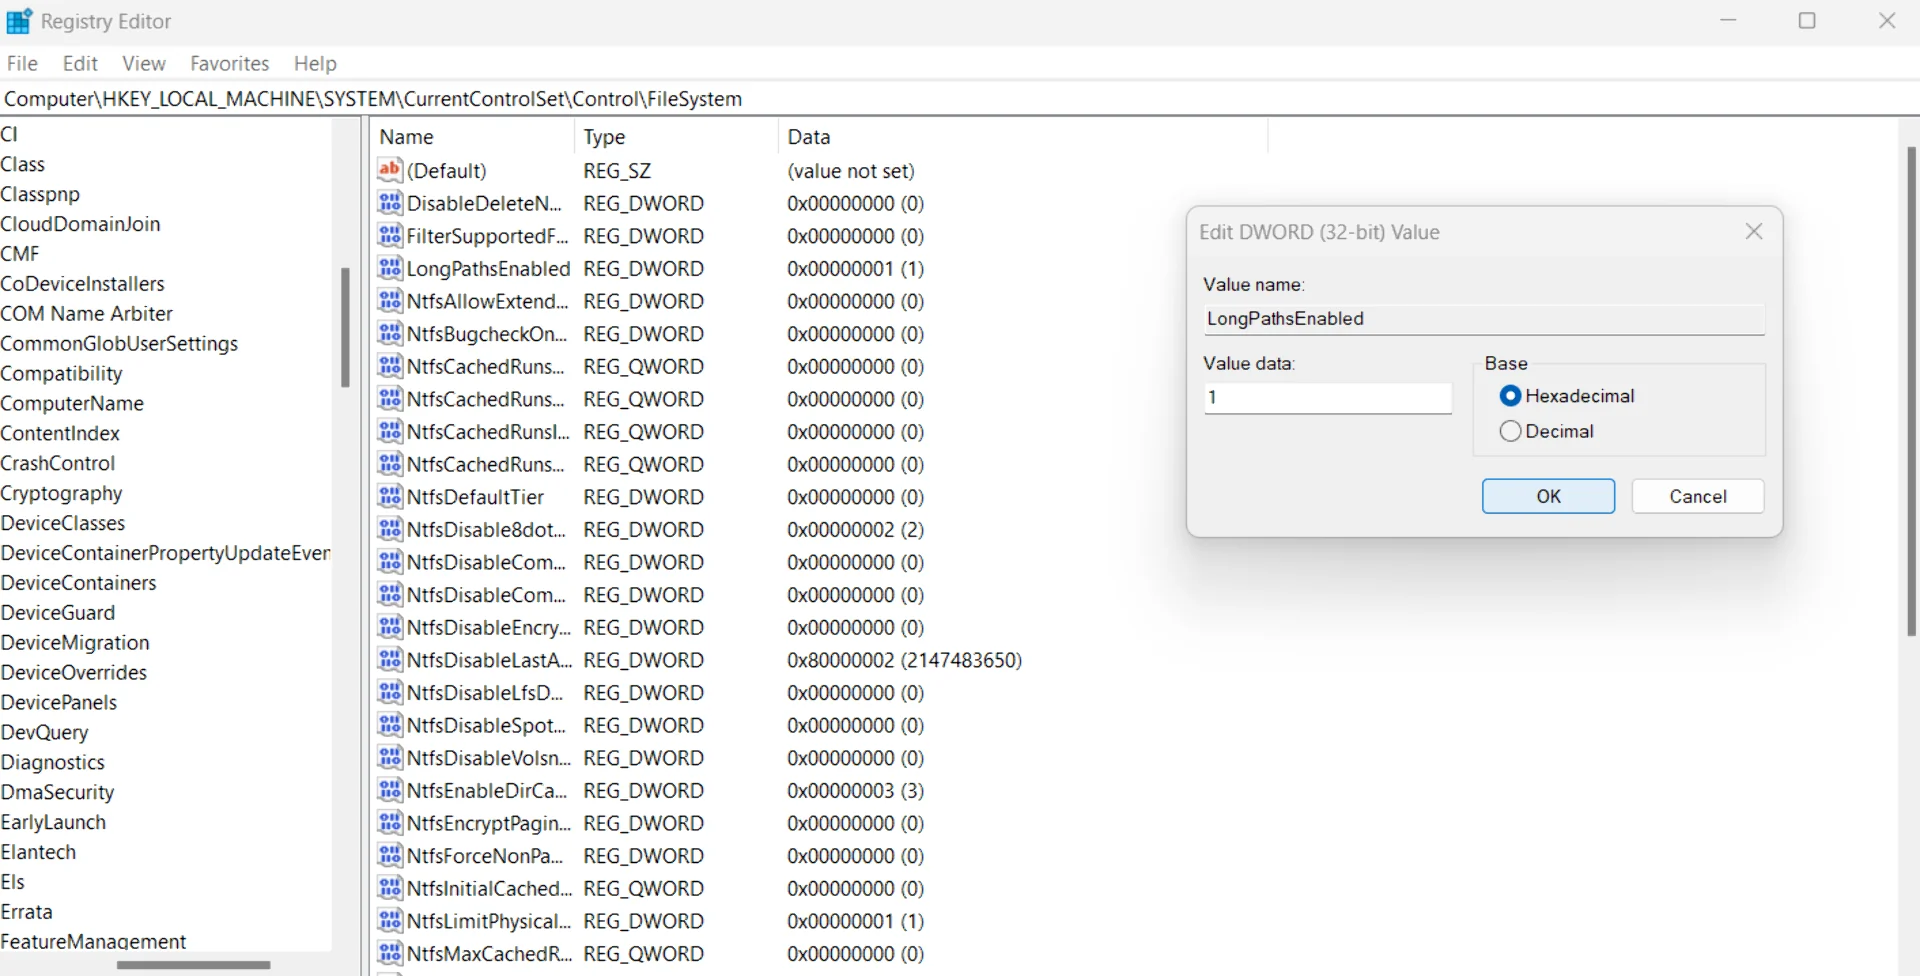 Registry Editor
File Edit View Favorites Help
Computer\HKEY_LOCAL_MACHINE\SYSTEM\CurrentControlSet\Control\FileSystem
CI
Class
Classpnp
CloudDomainJoin
CMF
CoDeviceInstallers
COM Name Arbiter
CommonGlobUserSettings
Compatibility
ComputerName
ContentIndex
CrashControl
Cryptography
DeviceClasses
DeviceContainerPropertyUpdateEven
DeviceContainers
DeviceGuard
DeviceMigration
DeviceOverrides
DevicePanels
DevQuery
Diagnostics
DmaSecurity
EarlyLaunch
Elantech
Els
Errata
FeatureManagement
Name Type Data
(Default) REG_SZ (value not set)
DisableDeleteN... REG_DWORD 0x00000000 (0)
FilterSupportedF... REG_DWORD 0x00000000 (0)
LongPathsEnabled REG_DWORD 0x00000001 (1)
NtfsAllowExtend... REG_DWORD 0x00000000 (0)
NtfsBugcheckOn... REG_DWORD 0x00000000 (0)
NtfsCachedRuns... REG_QWORD 0x00000000 (0)
NtfsCachedRuns... REG_QWORD 0x00000000 (0)
NtfsCachedRunsI... REG_QWORD 0x00000000 (0)
NtfsCachedRuns... REG_QWORD 0x00000000 (0)
NtfsDefaultTier REG_DWORD 0x00000000 (0)
NtfsDisable8dot... REG_DWORD 0x00000002 (2)
NtfsDisableCom... REG_DWORD 0x00000000 (0)
NtfsDisableCom... REG_DWORD 0x00000000 (0)
NtfsDisableEncry... REG_DWORD 0x00000000 (0)
NtfsDisableLastA... REG_DWORD 0x80000002 (2147483650)
NtfsDisableLfsD... REG_DWORD 0x00000000 (0)
NtfsDisableSpot... REG_DWORD 0x00000000 (0)
NtfsDisableVolsn... REG_DWORD 0x00000000 (0)
NtfsEnableDirCa... REG_DWORD 0x00000003 (3)
NtfsEncryptPagin... REG_DWORD 0x00000000 (0)
NtfsForceNonPa... REG_DWORD 0x00000000 (0)
NtfsInitialCached... REG_QWORD 0x00000000 (0)
NtfsLimitPhysical... REG_DWORD 0x00000001 (1)
NtfsMaxCachedR... REG_QWORD 0x00000000 (0)
Edit DWORD (32-bit) Value
Value name:
LongPathsEnabled
Value data:
1
Base
Hexadecimal
Decimal
OK Cancel